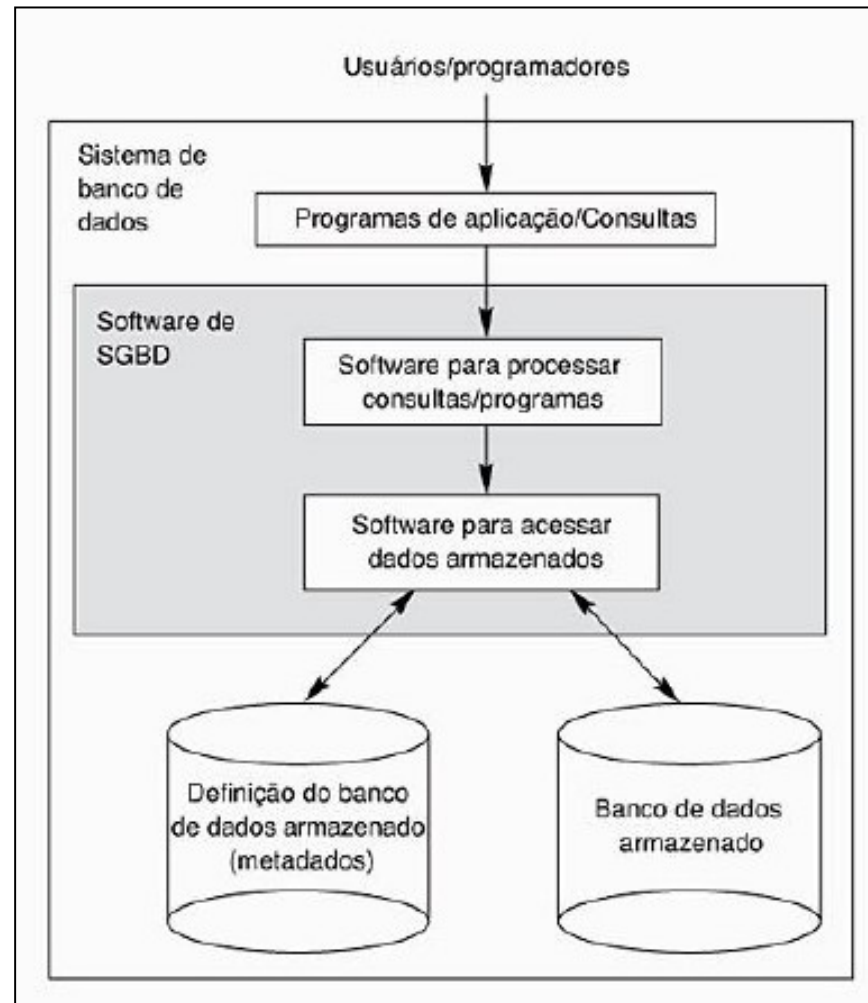 Usuários/programadores
Sistema de
banco de
dados
Programas de aplicação/Consultas
Software de
SGBD
Software para processar
consultas/programas
Software para acessar
dados armazenados
Definição do banco
de dados armazenado
(metadados)
Banco de dados
armazenado